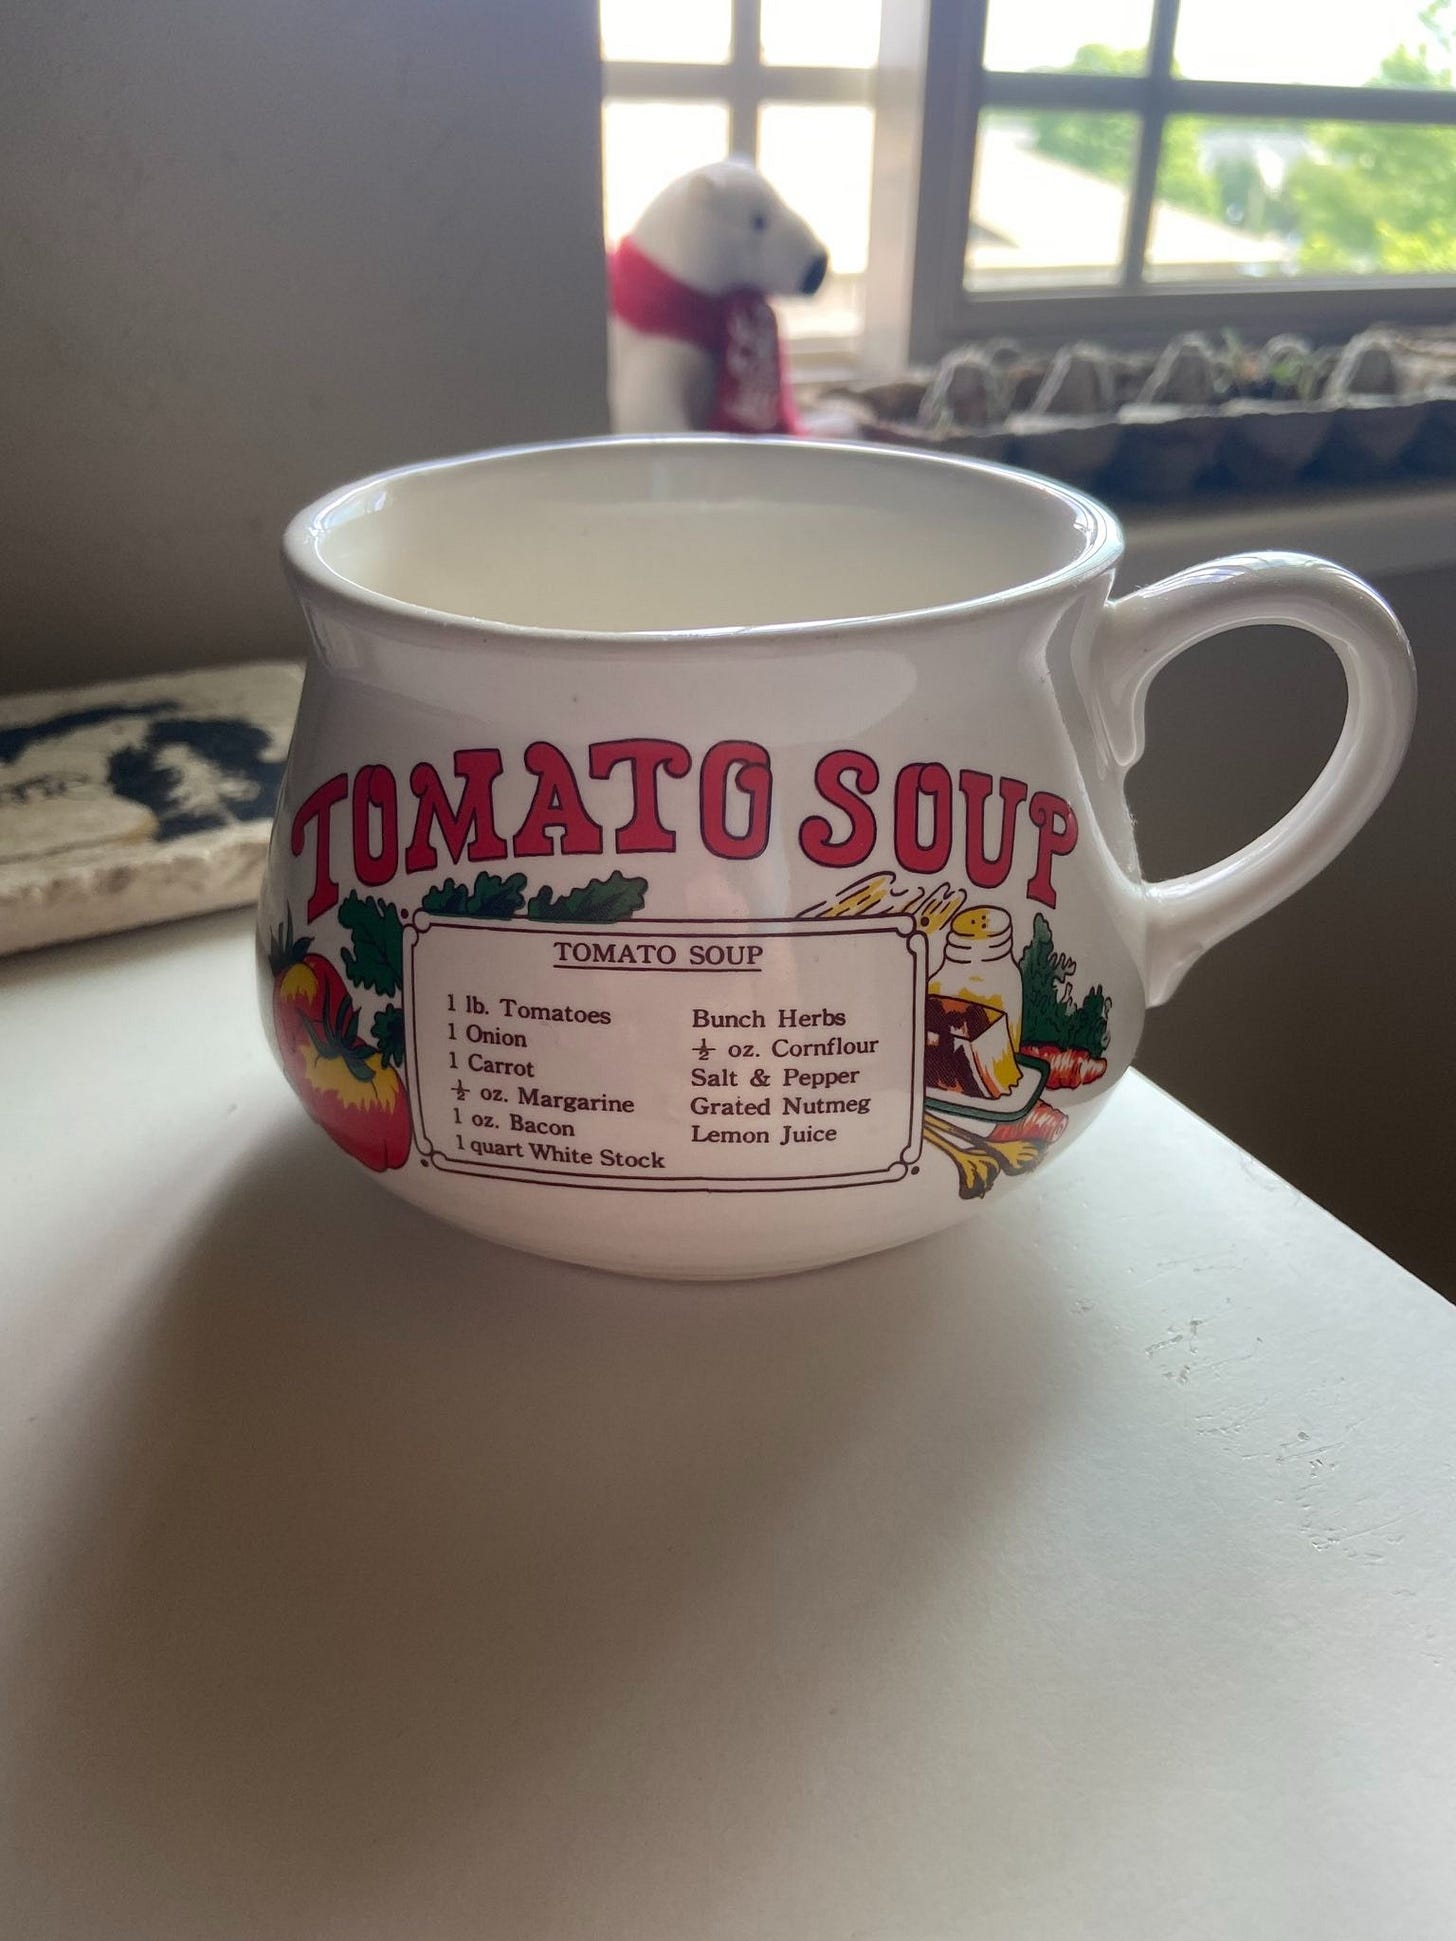 TOMATO SOUP
TOMATO SOUP
1 lb. Tomatoes
1 Onion
1 Carrot
½ oz. Margarine
1 oz. Bacon
1 quart White Stock
Bunch Herbs
½ oz. Cornflour
Salt & Pepper
Grated Nutmeg
Lemon Juice